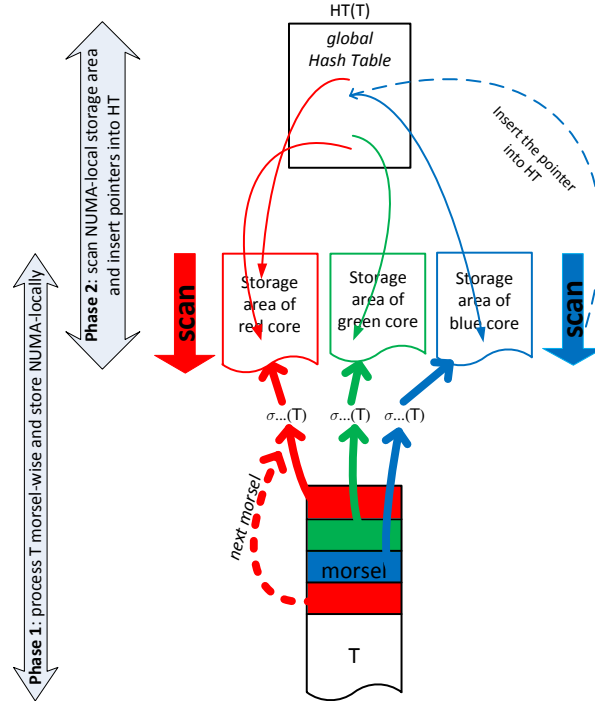 HT(T)
global
Hash Table
Insert the pointer
into HT
Phase 2: scan NUMA-local storage area
and insert pointers into HT
Phase 1: process T morsel-wise and store NUMA-locally
scan
Storage
area of
red core
Storage
area of
green core
Storage
area of
blue core
scan
σ...(T)
σ...(T)
σ...(T)
next morsel
morsel
T